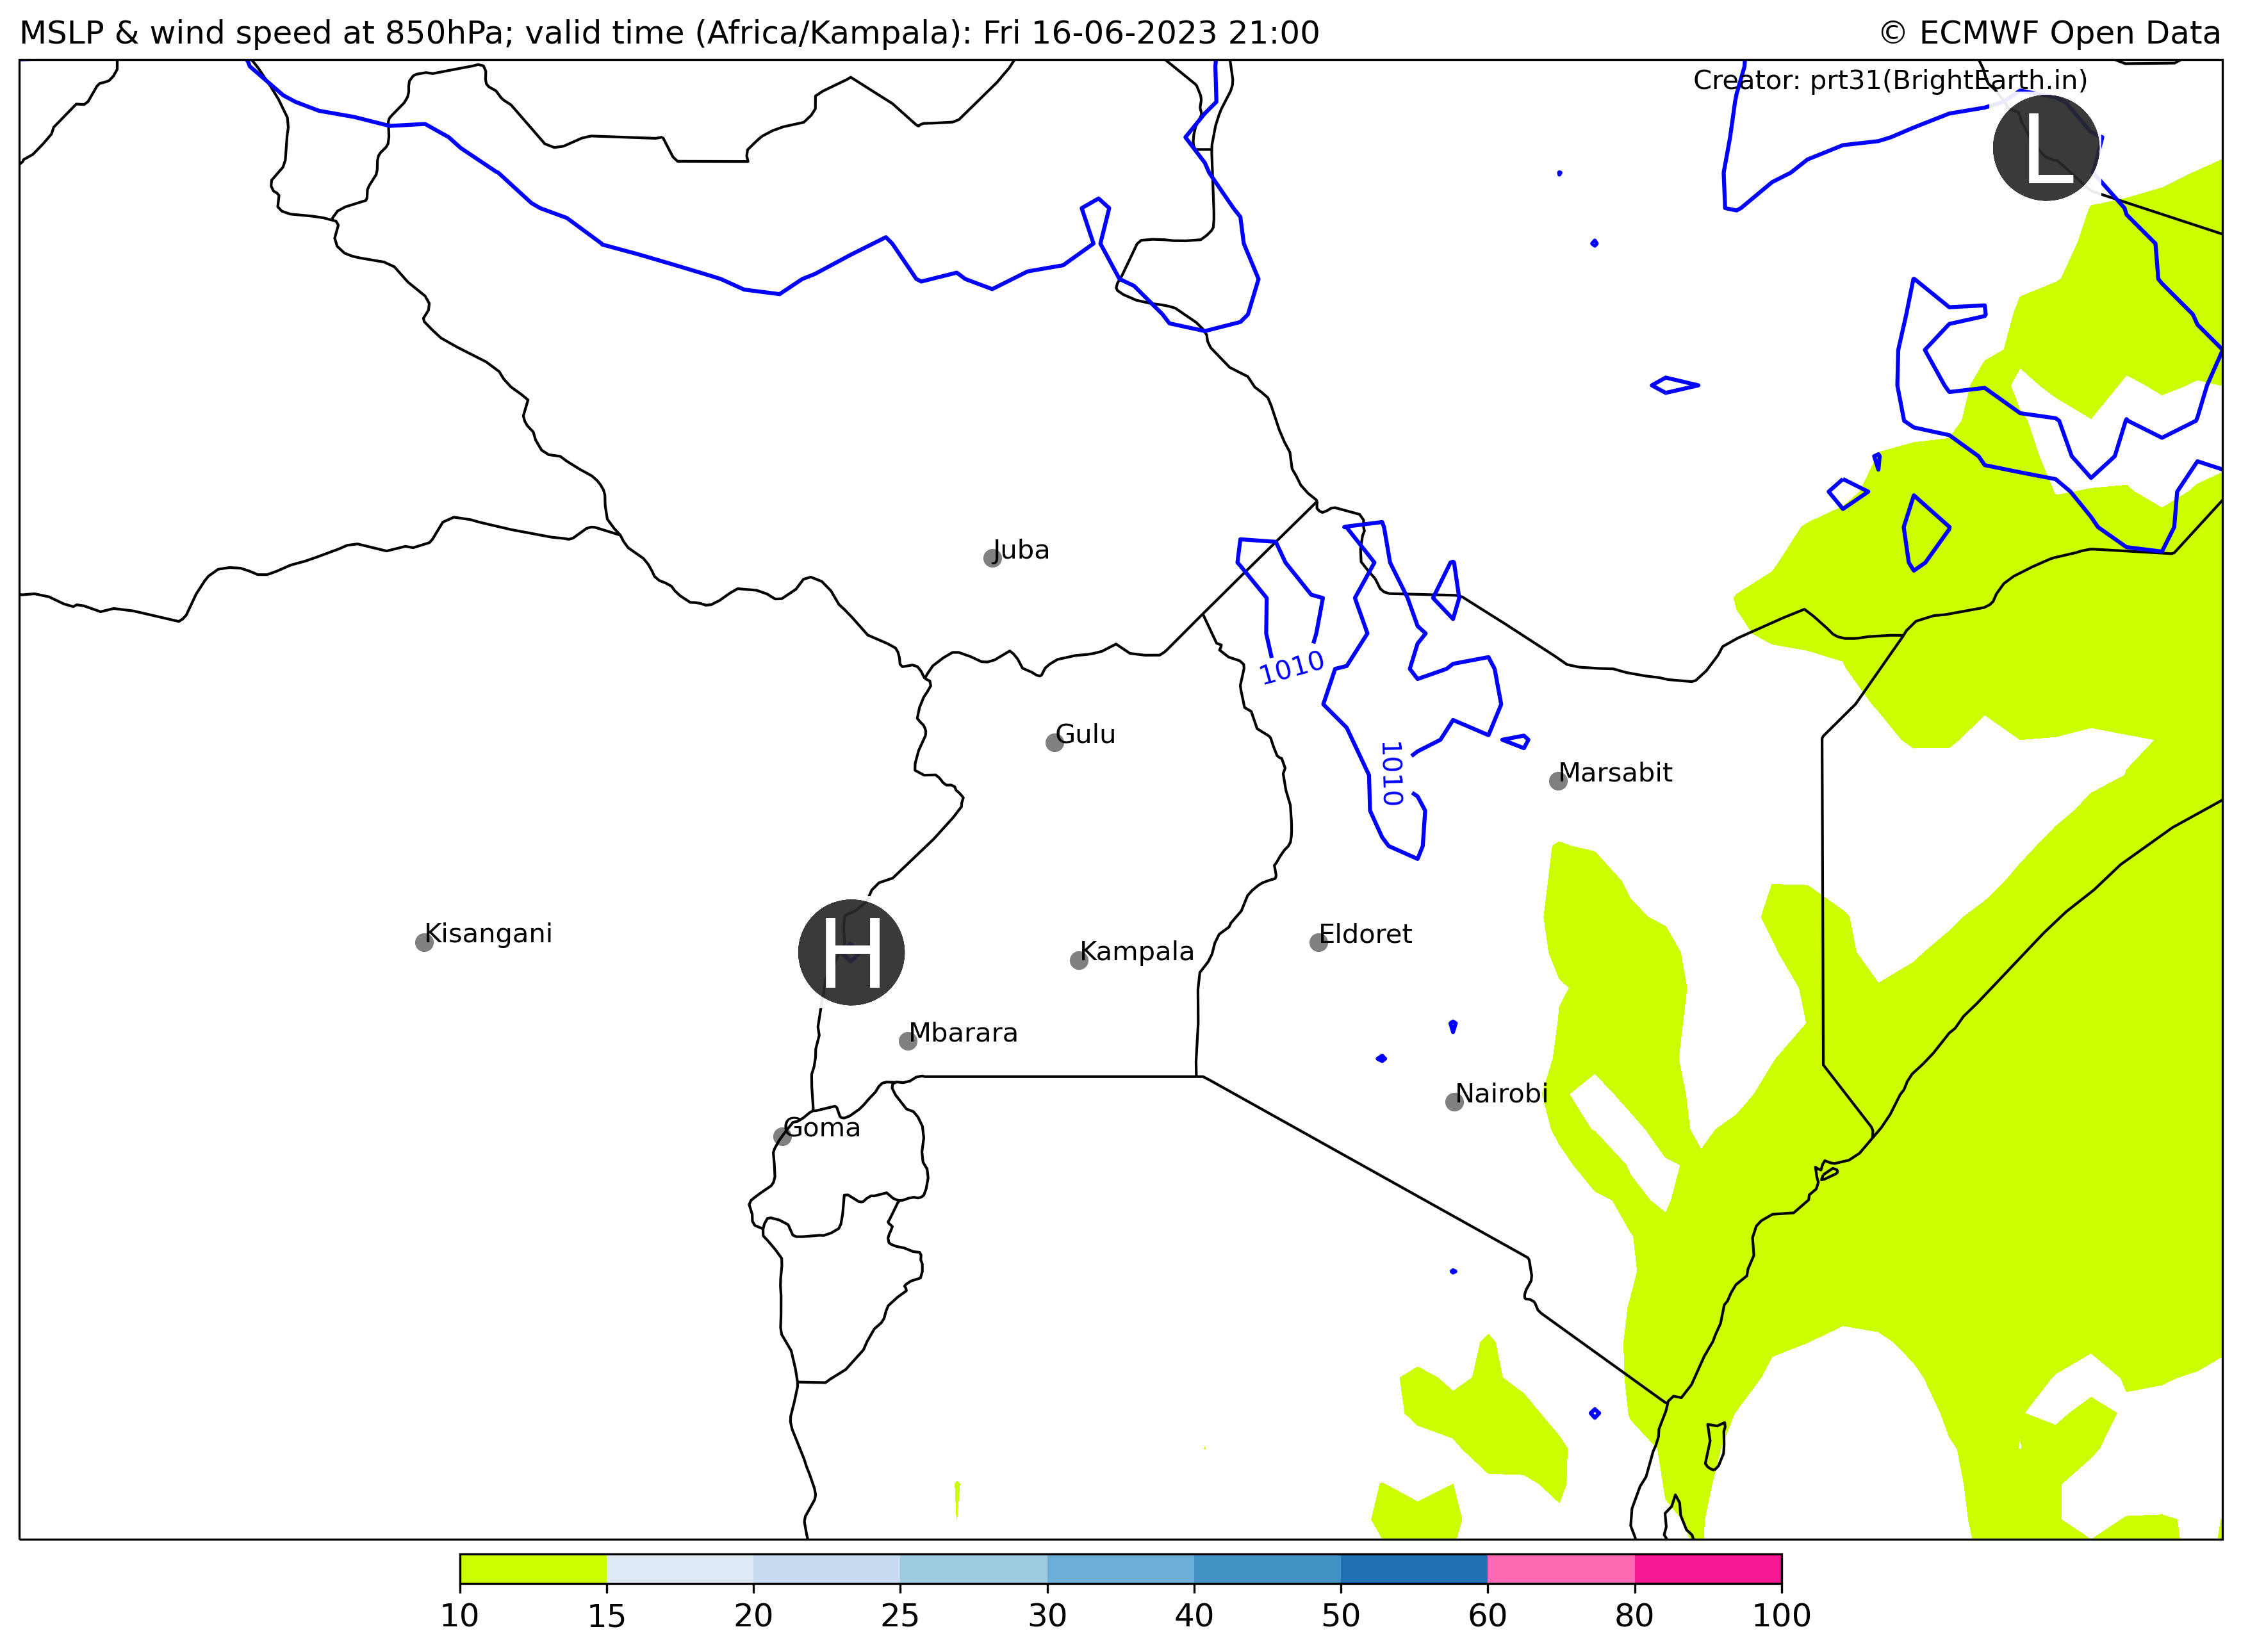 MSLP & wind speed at 850hPa; valid time (Africa/Kampala): Fri 16-06-2023 21:00
© ECMWF Open Data
Creator: prt31(BrightEarth.in)
L
Juba
1010
Gulu
1010
Marsabit
Kisangani
H
Kampala
Eldoret
Mbarara
Nairobi
Goma
10 15 20 25 30 40 50 60 80 100